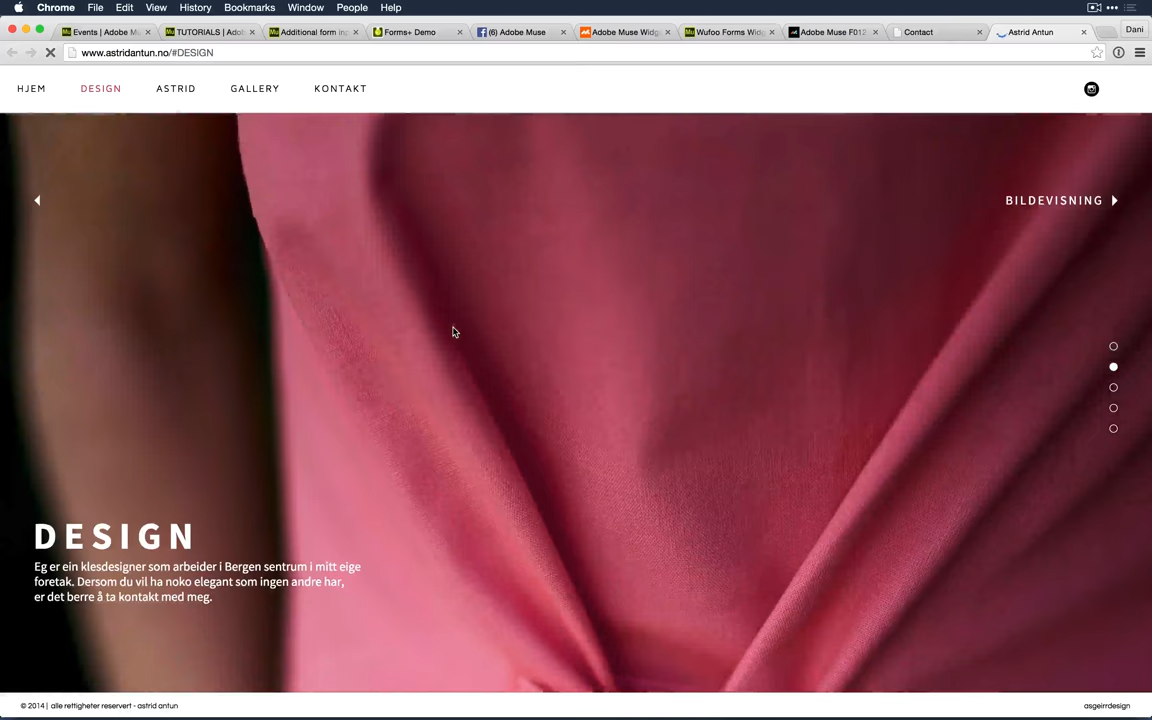 Chrome File Edit View History Bookmarks Window People Help
Events | Adobe M
TUTORIALS | Ado
Additional form in
Forms+ Demo
(6) Adobe Muse
Adobe Muse Widg
Wufoo Forms Widg
Adobe Muse F012
Contact
Astrid Antun
Dani
www.astridantun.no/#DESIGN
HJEM DESIGN ASTRID GALLERY KONTAKT
BILDEVISNING
DESIGN
Eg er ein klesdesigner som arbeider i Bergen sentrum i mitt eige
foretak. Dersom du vil ha noko elegant som ingen andre har,
er det berre å ta kontakt med meg.
© 2014 | alle rettigheter reservert - astrid antun
asgeirrdesign